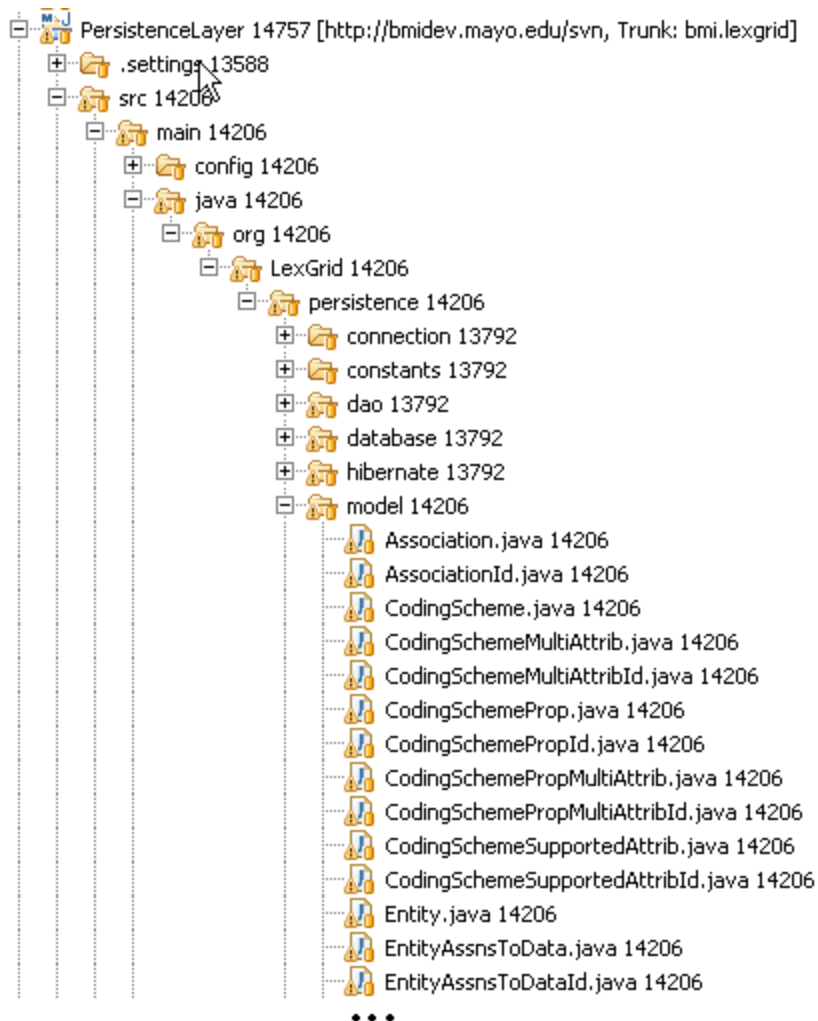 PersistenceLayer 14757 [http://bmidev.mayo.edu/svn, Trunk: bmi.lexgrid]
.settings 13588
src 14206
main 14206
config 14206
java 14206
org 14206
LexGrid 14206
persistence 14206
connection 13792
constants 13792
dao 13792
database 13792
hibernate 13792
model 14206
Association.java 14206
AssociationId.java 14206
CodingScheme.java 14206
CodingSchemeMultiAttrib.java 14206
CodingSchemeMultiAttribId.java 14206
CodingSchemeProp.java 14206
CodingSchemePropId.java 14206
CodingSchemePropMultiAttrib.java 14206
CodingSchemePropMultiAttribId.java 14206
CodingSchemeSupportedAttrib.java 14206
CodingSchemeSupportedAttribId.java 14206
Entity.java 14206
EntityAssnsToData.java 14206
EntityAssnsToDataId.java 14206
...